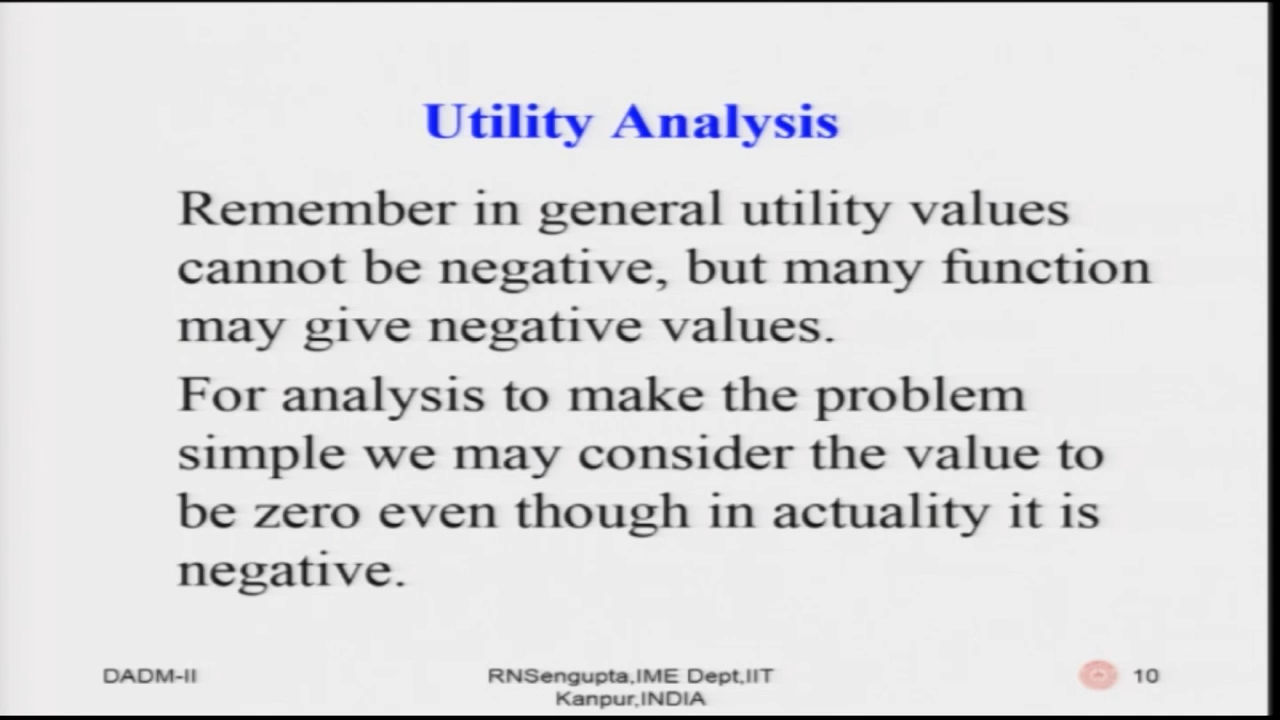 Utility Analysis
Remember in general utility values
cannot be negative, but many function
may give negative values.
For analysis to make the problem
simple we may consider the value to
be zero even though in actuality it is
negative.
DADM-II
RNSengupta,IME Dept,IIT
Kanpur,INDIA
10